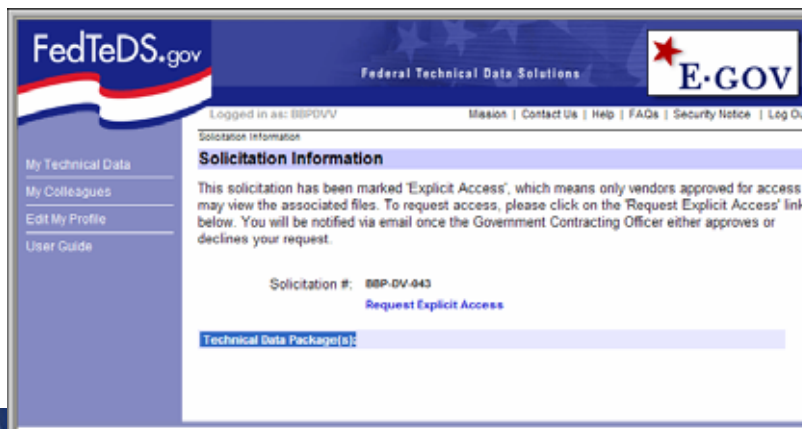 FedTeDS.gov
Federal Technical Data Solutions
E·GOV
Logged in as: BBPDVV
Mission | Contact Us | Help | FAQs | Security Notice | Log Ou
Solicitation Information
Solicitation Information
My Technical Data
My Colleagues
Edit My Profile
User Guide
This solicitation has been marked 'Explicit Access', which means only vendors approved for access
may view the associated files. To request access, please click on the 'Request Explicit Access' link
below. You will be notified via email once the Government Contracting Officer either approves or
declines your request.
Solicitation #: BBP-DV-043
Request Explicit Access
Technical Data Package(s):